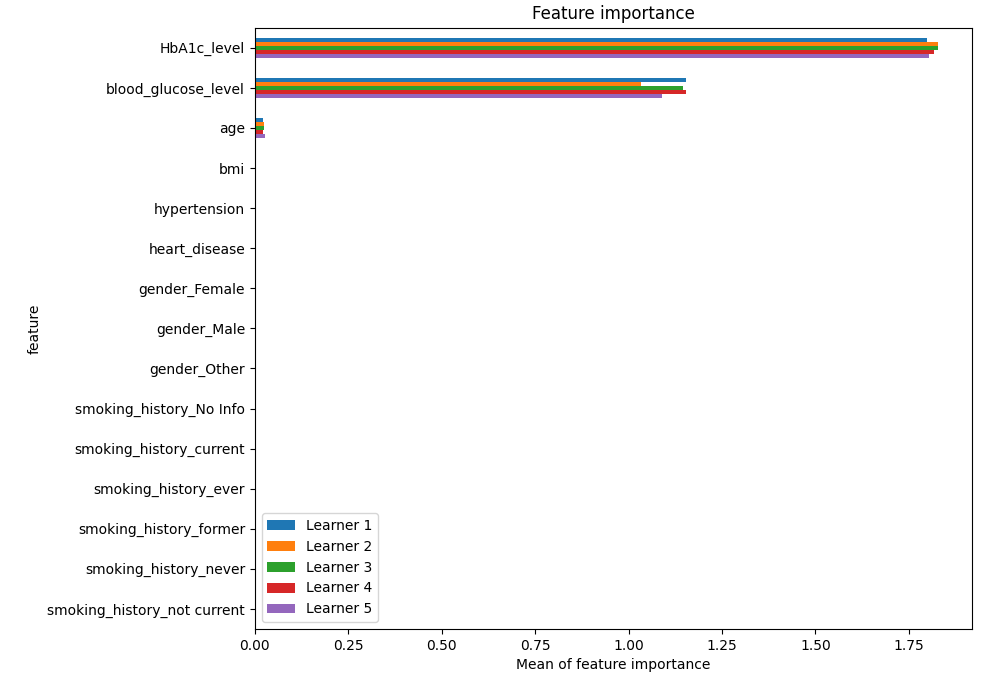 Feature importance
HbA1c_level
blood_glucose_level
age
bmi
hypertension
heart_disease
gender_Female
gender_Male
gender_Other
smoking_history_No Info
smoking_history_current
smoking_history_ever
smoking_history_former
smoking_history_never
smoking_history_not current
feature
Learner 1
Learner 2
Learner 3
Learner 4
Learner 5
0.00 0.25 0.50 0.75 1.00 1.25 1.50 1.75
Mean of feature importance